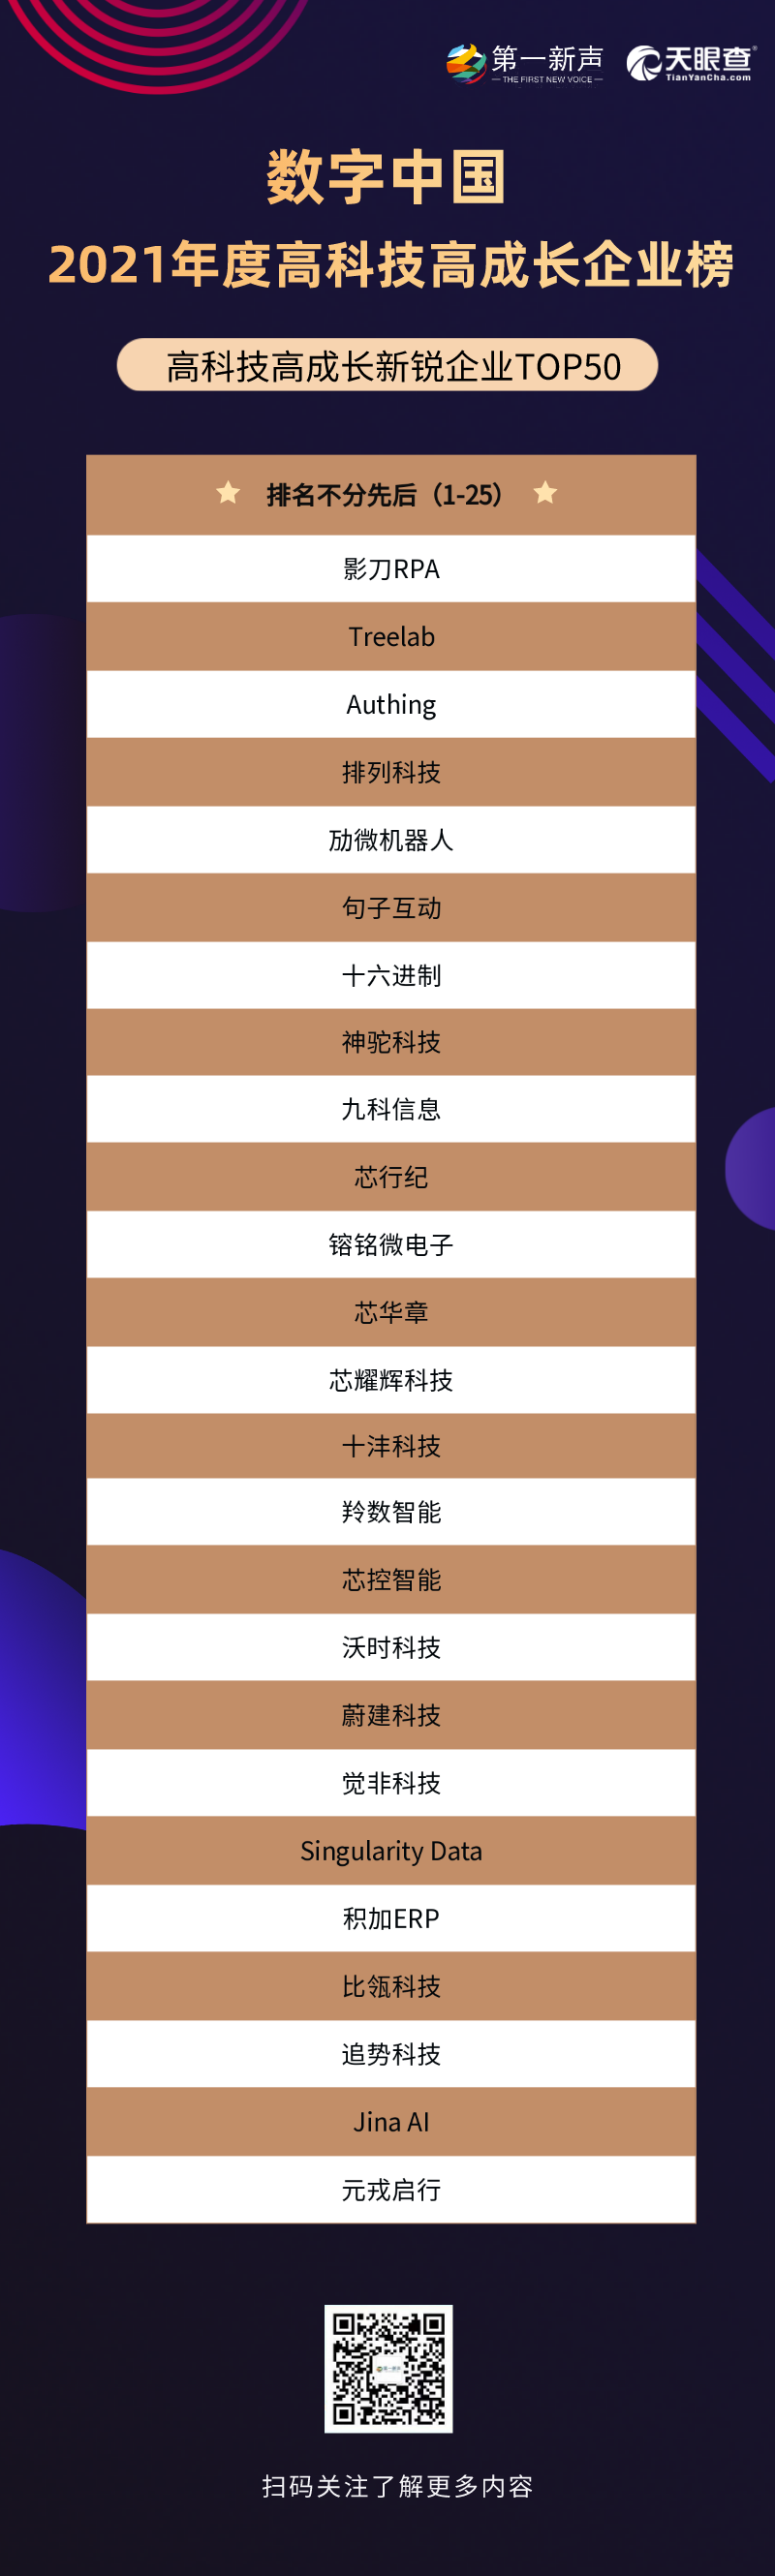 第一新声
THE FIRST NEW VOICE
天眼查
TianYanCha.com
数字中国
2021年度高科技高成长企业榜
高科技高成长新锐企业TOP50
排名不分先后（1-25）
影刀RPA
Treelab
Authing
排列科技
劢微机器人
句子互动
十六进制
神驼科技
九科信息
芯行纪
镕铭微电子
芯华章
芯耀辉科技
十沣科技
羚数智能
芯控智能
沃时科技
蔚建科技
觉非科技
Singularity Data
积加ERP
比瓴科技
追势科技
Jina AI
元戎启行
扫码关注了解更多内容